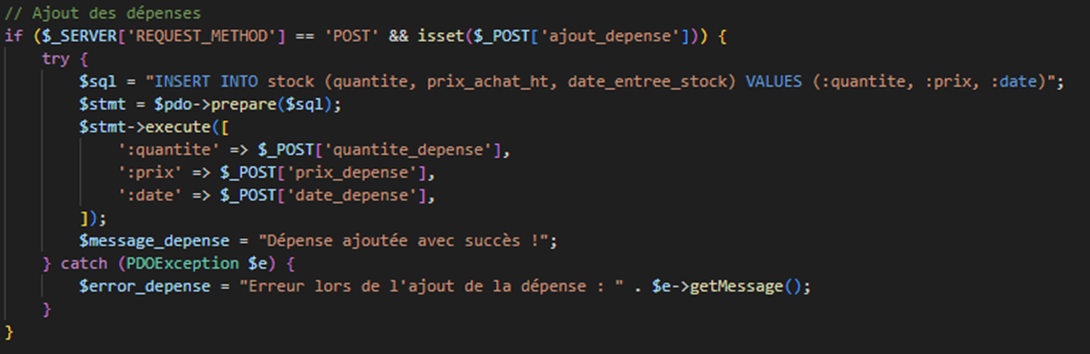 // Ajout des dépenses
if ($_SERVER['REQUEST_METHOD'] == 'POST' && isset($_POST['ajout_depense'])) {
    try {
        $sql = "INSERT INTO stock (quantite, prix_achat_ht, date_entree_stock) VALUES (:quantite, :prix, :date)";
        $stmt = $pdo->prepare($sql);
        $stmt->execute([
            ':quantite' => $_POST['quantite_depense'],
            ':prix' => $_POST['prix_depense'],
            ':date' => $_POST['date_depense'],
        ]);
        $message_depense = "Dépense ajoutée avec succès !";
    } catch (PDOException $e) {
        $error_depense = "Erreur lors de l'ajout de la dépense : " . $e->getMessage();
    }
}